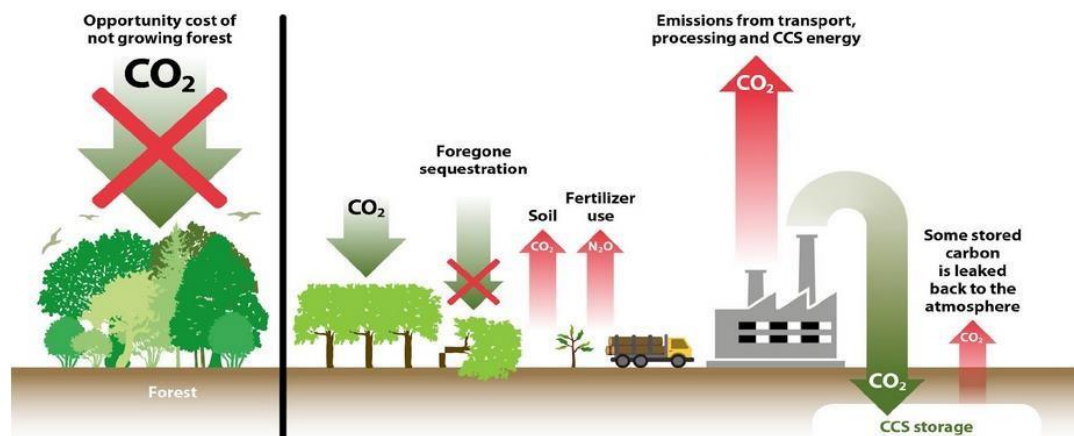 Opportunity cost of
not growing forest
CO₂
Forest
CO₂
Foregone
sequestration
Soil
CO₂
Fertilizer
use
N₂O
Emissions from transport,
processing and CCS energy
CO₂
CO₂
CCS storage
Some stored
carbon
is leaked
back to the
atmosphere
CO₂